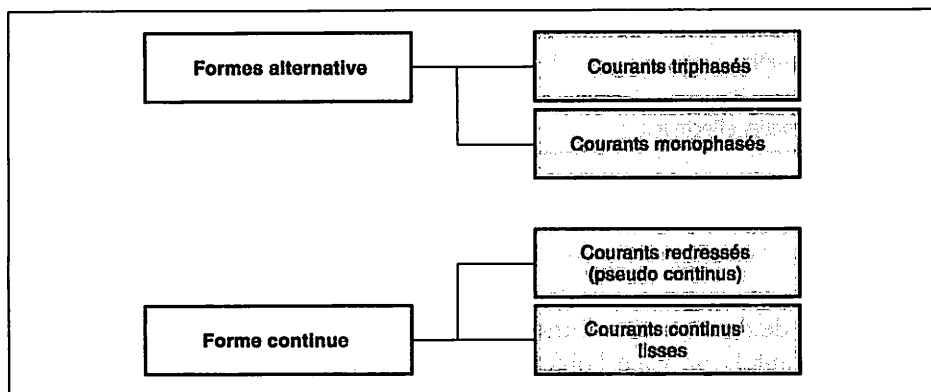 Formes alternative
Courants triphasés
Courants monophasés
Courants redressés
(pseudo continus)
Forme continue
Courants continus
lisses